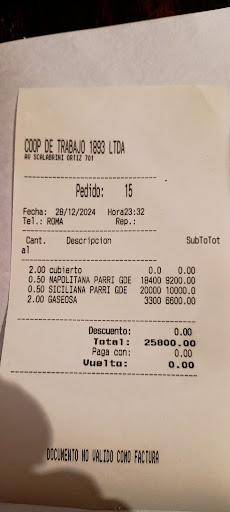 COOP DE TRABAJO 1893 LTDA
AV SCALABRINI ORTIZ 701
Pedido: 15
Fecha: 28/12/2024 Hora23:32
Tel.: ROMA Rep.:
Cant. Descripcion SubToTot
al
2.00 cubierto 0.0 0.00
0.50 NAPOLITANA PARRI GDE 18400 9200.00
0.50 SICILIANA PARRI GDE 20000 10000.0
2.00 GASEOSA 3300 6600.00
Descuento: 0.00
Total: 25800.00
Paga con: 0.00
Vuelto: 0.00
DOCUMENTO NO VALIDO COMO FACTURA